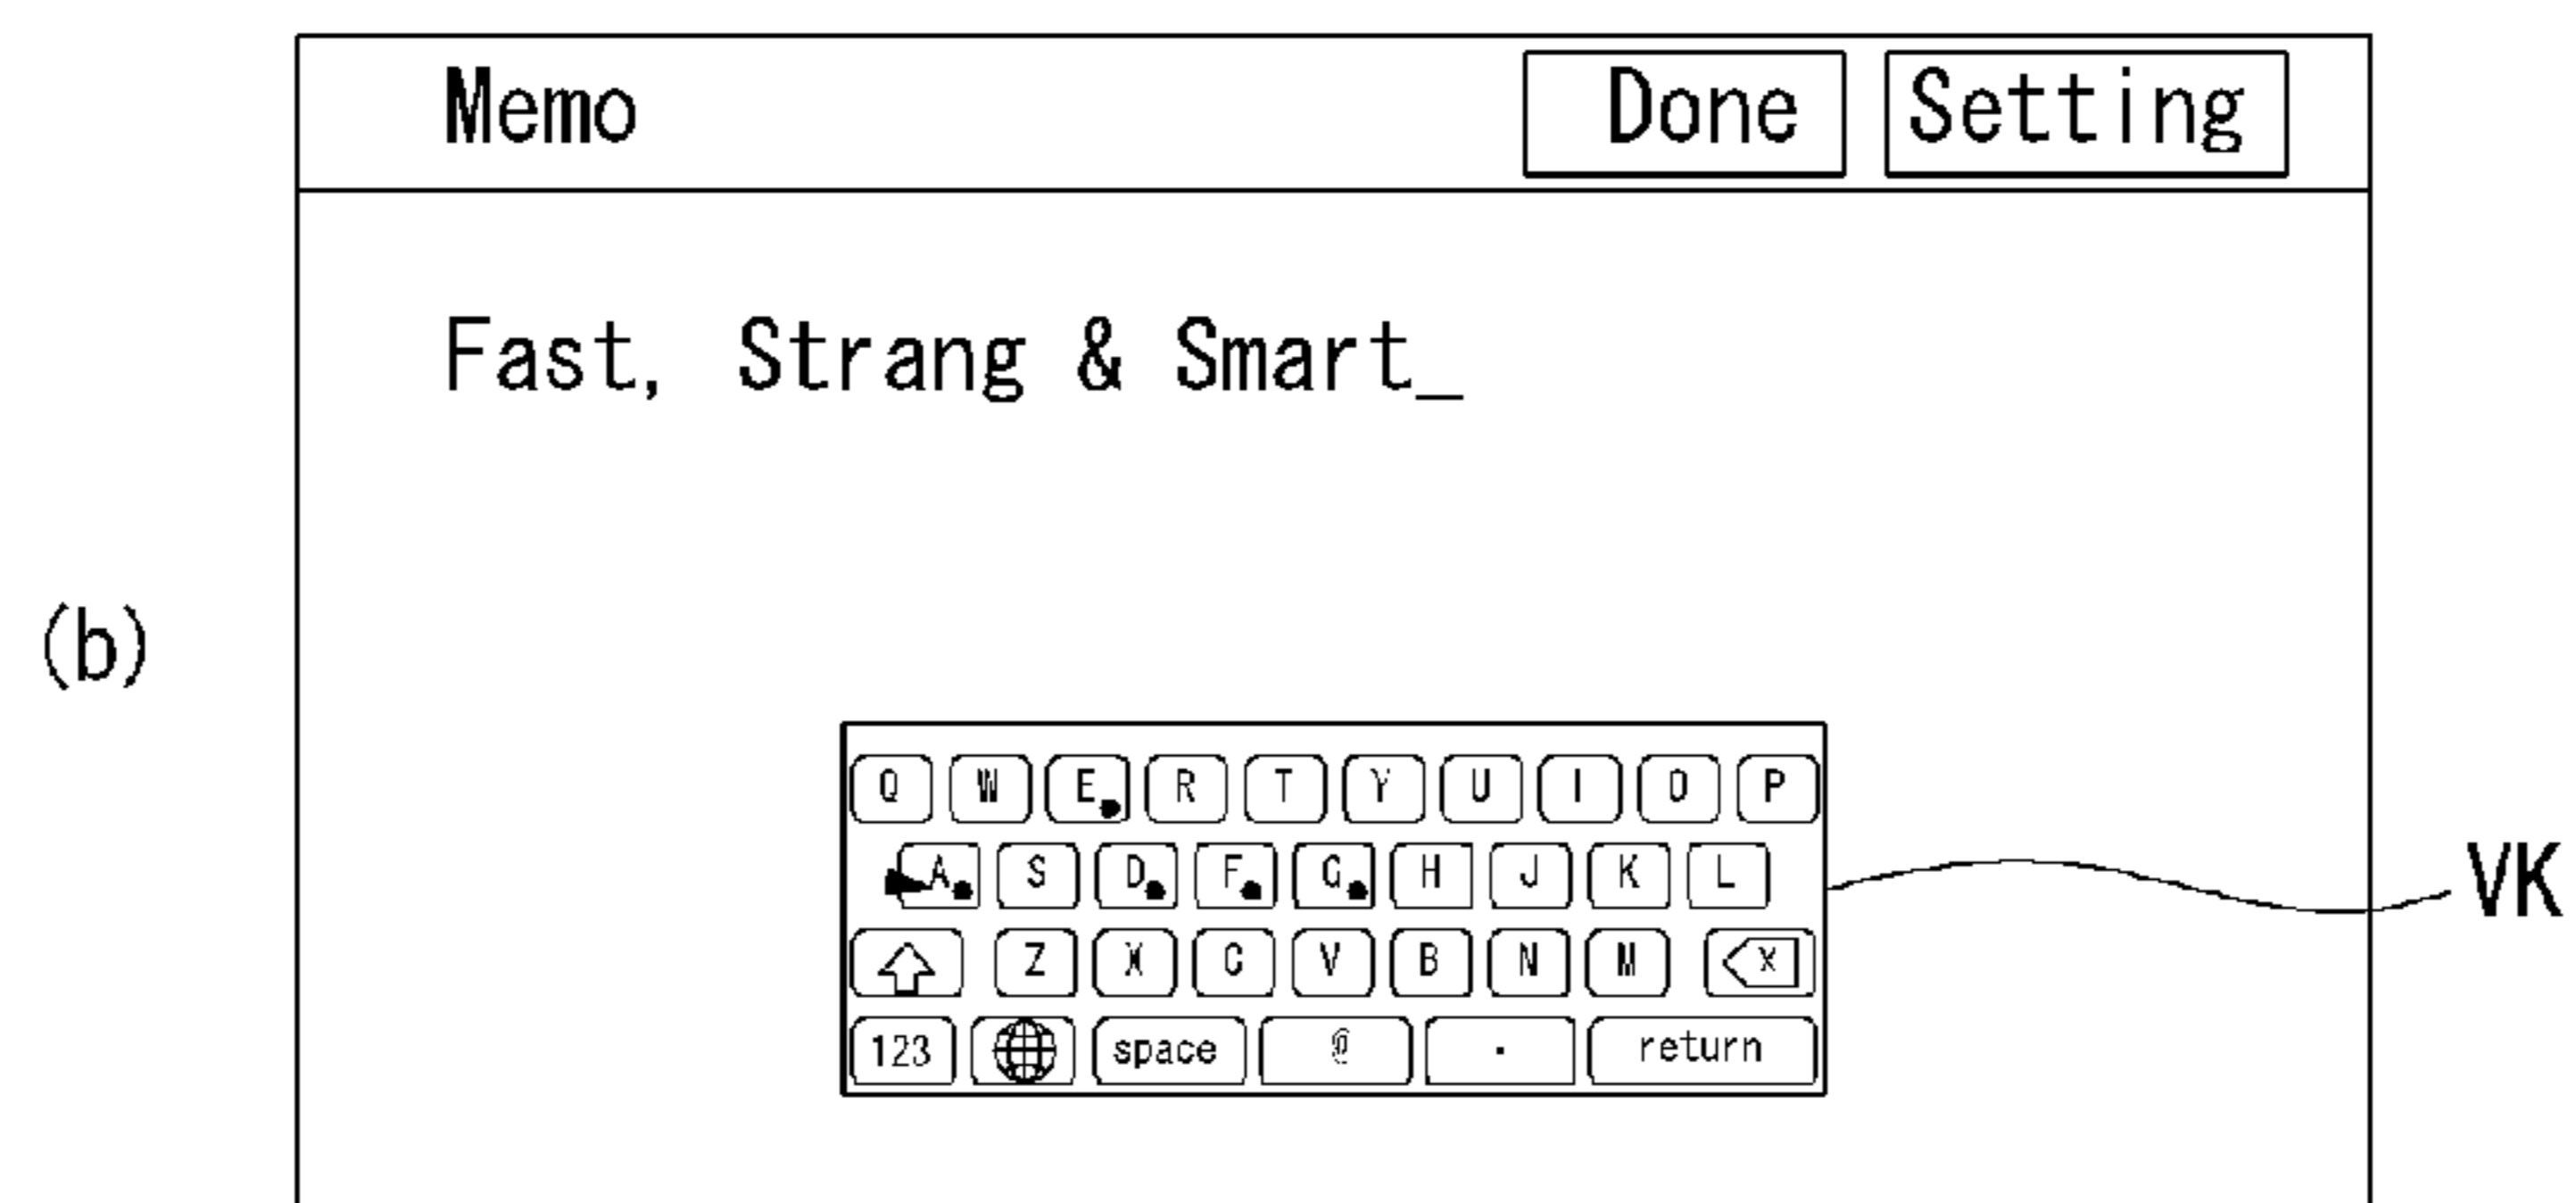 Memo Done Setting
Fast, Strang & Smart_
(b)
Q W E R T Y U I O P
A S D F G H J K L
VK
Z X C V B N M X
123 space @ . return